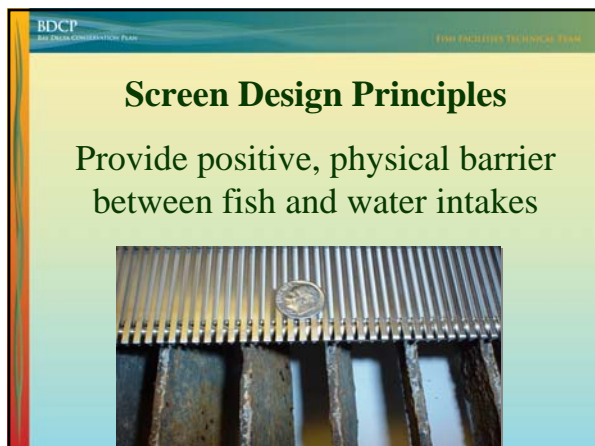 BDCP
BAY DELTA CONSERVATION PLAN
FISH FACILITIES TECHNICAL TEAM
Screen Design Principles
Provide positive, physical barrier
between fish and water intakes